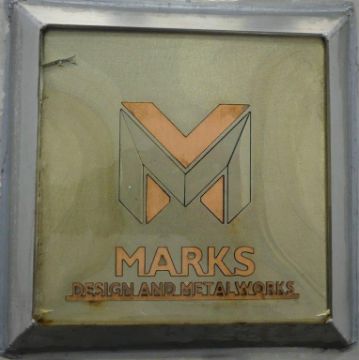 MARKS
DESIGN AND METALWORKS